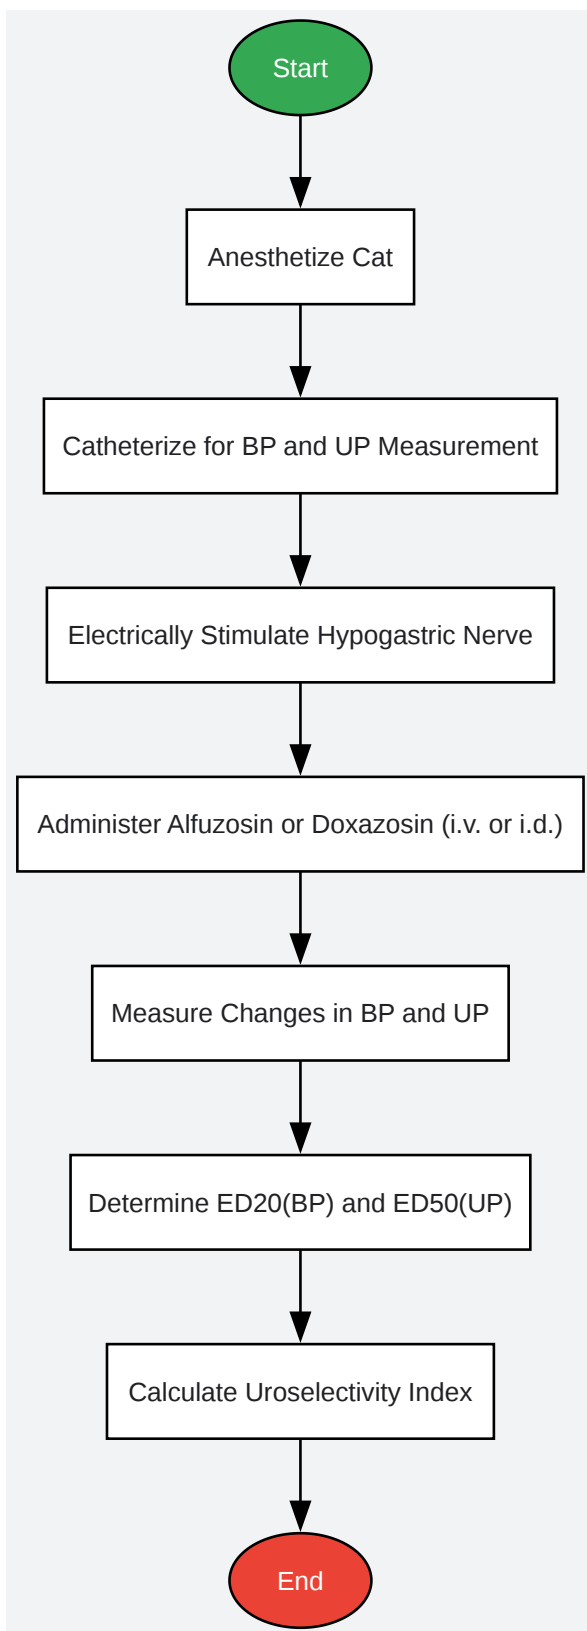 Start
Anesthetize Cat
Catheterize for BP and UP Measurement
Electrically Stimulate Hypogastric Nerve
Administer Alfuzosin or Doxazosin (i.v. or i.d.)
Measure Changes in BP and UP
Determine ED20(BP) and ED50(UP)
Calculate Uroselectivity Index
End